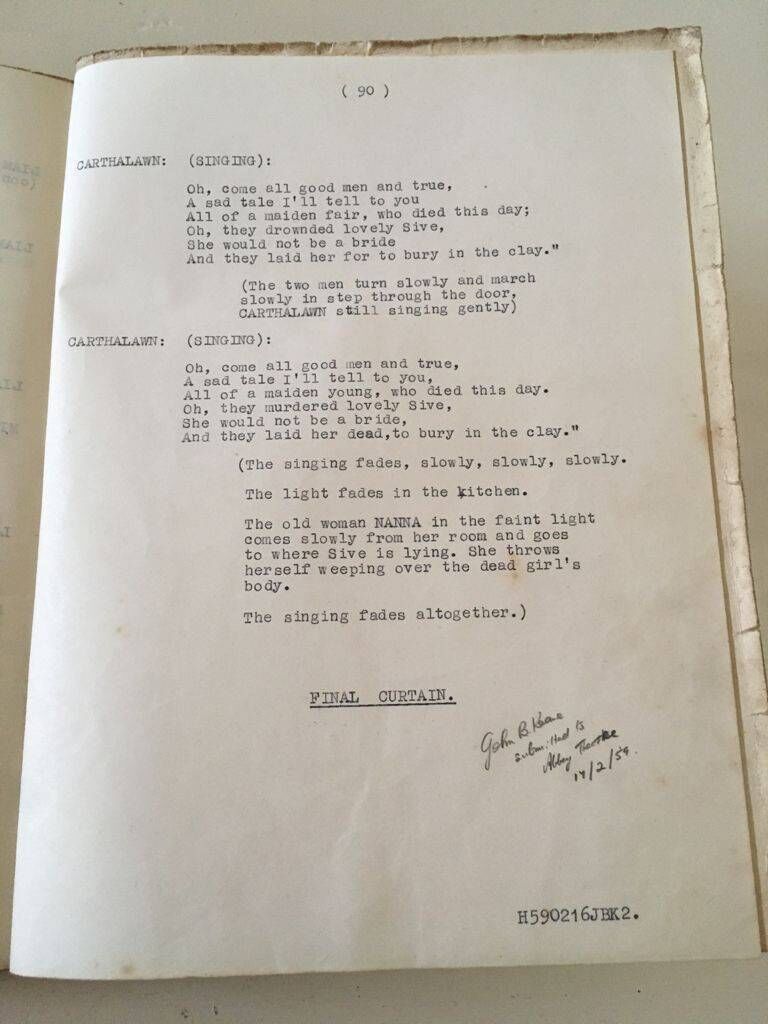 ( 90 )
CARTHALAWN: (SINGING):
Oh, come all good men and true,
A sad tale I'll tell to you
All of a maiden fair, who died this day;
Oh, they drownded lovely Sive,
She would not be a bride
And they laid her for to bury in the clay."
(The two men turn slowly and march
slowly in step through the door,
CARTHALAWN still singing gently)
CARTHALAWN: (SINGING):
Oh, come all good men and true,
A sad tale I'll tell to you,
All of a maiden young, who died this day.
Oh, they murdered lovely Sive,
She would not be a bride,
And they laid her dead,to bury in the clay."
(The singing fades, slowly, slowly, slowly.
The light fades in the kitchen.
The old woman NANNA in the faint light
comes slowly from her room and goes
to where Sive is lying. She throws
herself weeping over the dead girl's
body.
The singing fades altogether.)
FINAL CURTAIN.
John B. Keane
submitted to
Abbey Theatre
/2/59.
H590216JBK2.